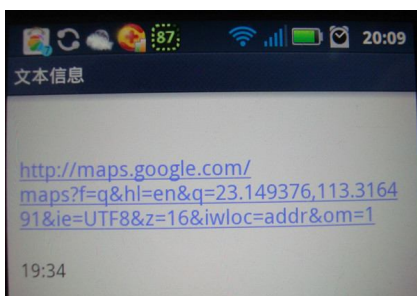 87
20:09
文本信息
http://maps.google.com/
maps?f=q&hl=en&q=23.149376,113.3164
91&ie=UTF8&z=16&iwloc=addr&om=1
19:34